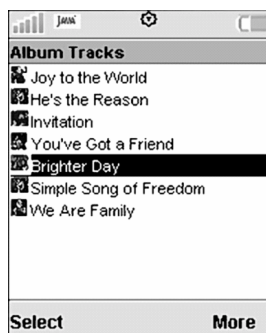 Java
Album Tracks
Joy to the World
He's the Reason
Invitation
You've Got a Friend
Brighter Day
Simple Song of Freedom
We Are Family
Select More